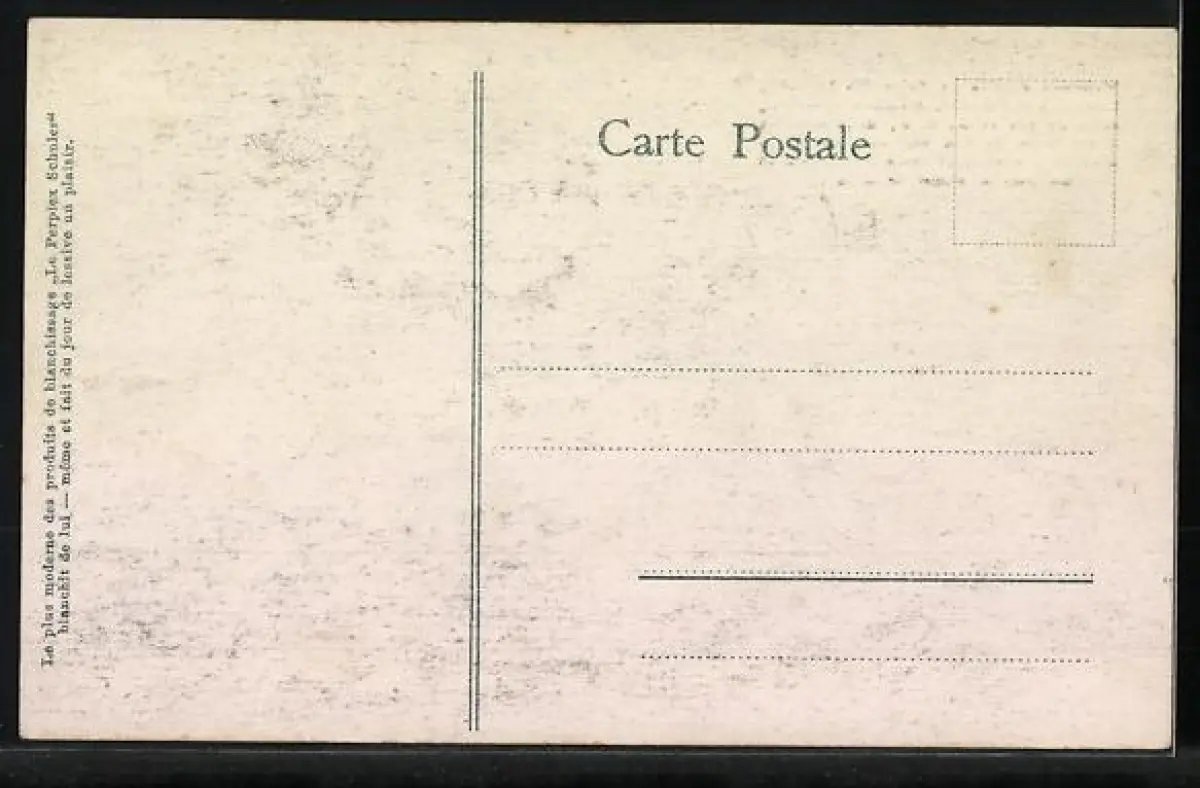 Carte Postale
Le plus moderne des produits de blanchissage „Le Perplex Schuler“
blanchit de lui — même et fait du jour de lessive un plaisir.